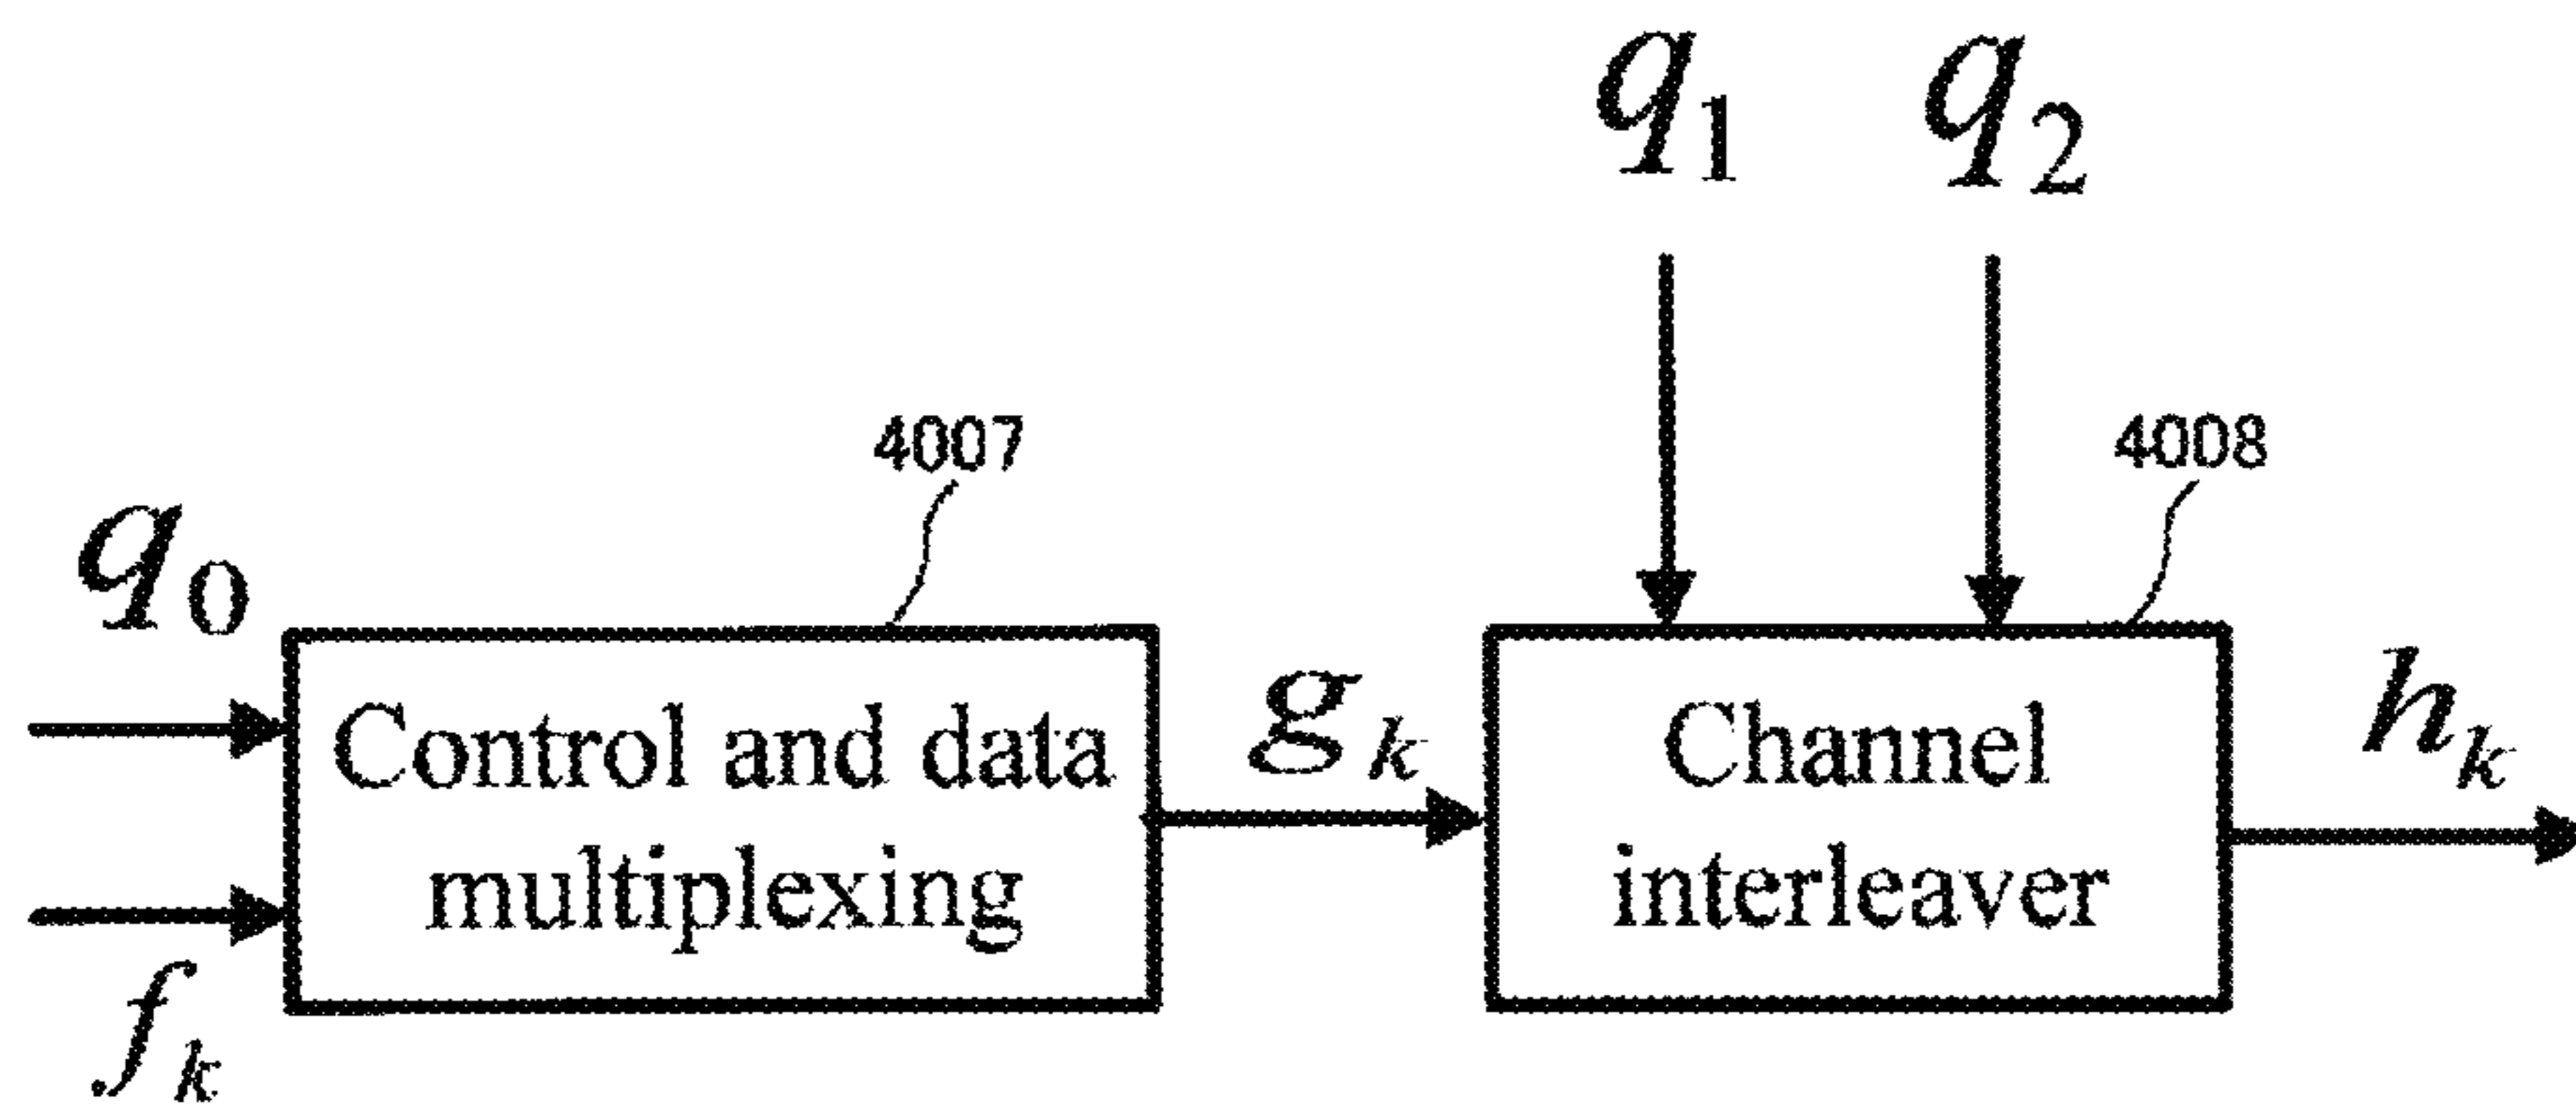 q1 q2
4007
4008
q0
Control and data
multiplexing
gk
Channel
interleaver
hk
fk